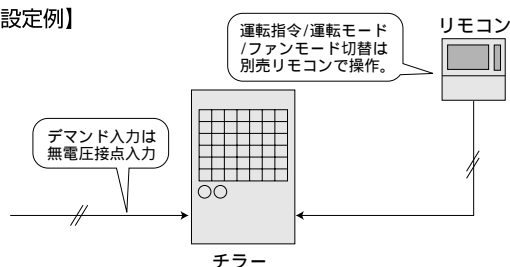 設定例】
リモコン
運転指令/運転モード
/ファンモード切替は
別売リモコンで操作。
デマンド入力は
無電圧接点入力
チラー